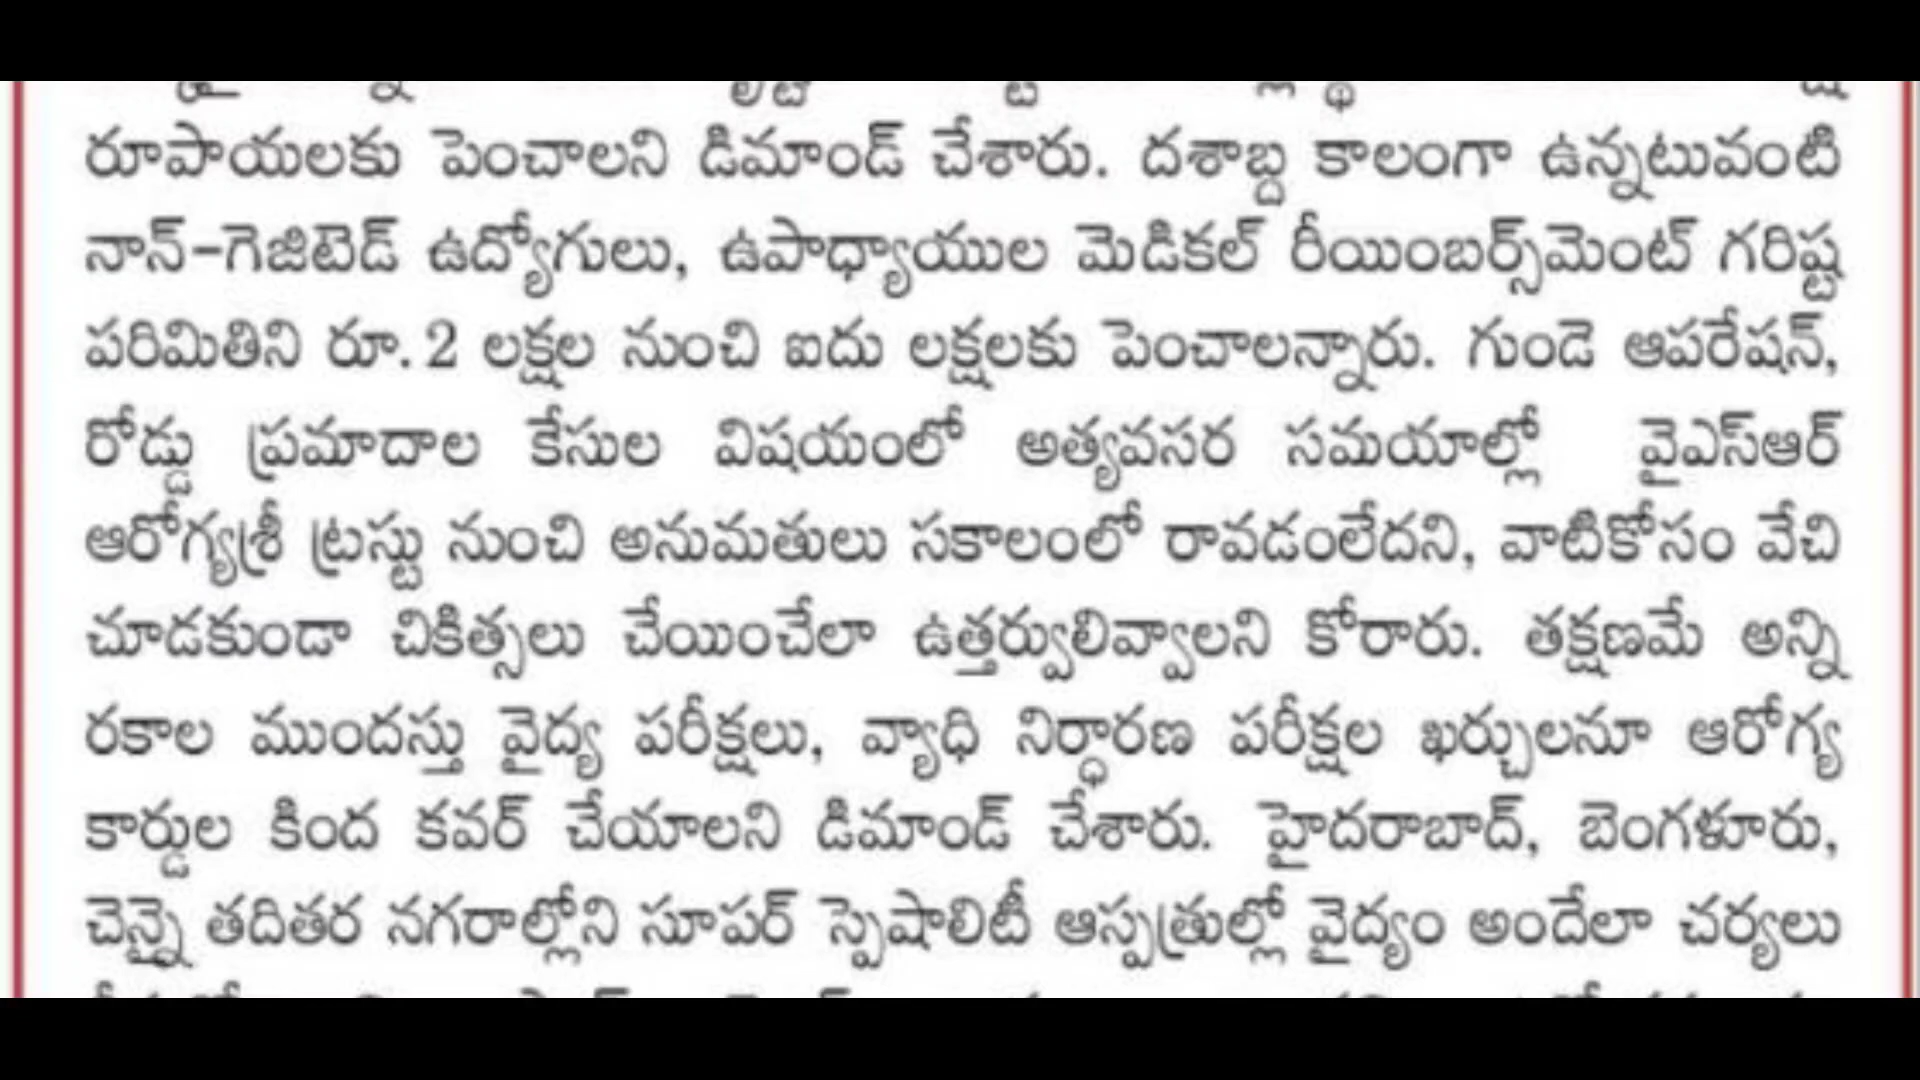 రూపాయలకు పెంచాలని డిమాండ్ చేశారు. దశాబ్ద కాలంగా ఉన్నటువంటి
నాన్-గెజిటెడ్ ఉద్యోగులు, ఉపాధ్యాయుల మెడికల్ రీయింబర్స్‌మెంట్ గరిష్ట
పరిమితిని రూ. 2 లక్షల నుంచి ఐదు లక్షలకు పెంచాలన్నారు. గుండె ఆపరేషన్,
రోడ్డు ప్రమాదాల కేసుల విషయంలో అత్యవసర సమయాల్లో వైఎస్ఆర్
ఆరోగ్యశ్రీ ట్రస్టు నుంచి అనుమతులు సకాలంలో రావడంలేదని, వాటికోసం వేచి
చూడకుండా చికిత్సలు చేయించేలా ఉత్తర్వులివ్వాలని కోరారు. తక్షణమే అన్ని
రకాల ముందస్తు వైద్య పరీక్షలు, వ్యాధి నిర్ధారణ పరీక్షల ఖర్చులనూ ఆరోగ్య
కార్డుల కింద కవర్ చేయాలని డిమాండ్ చేశారు. హైదరాబాద్, బెంగళూరు,
చెన్నై తదితర నగరాల్లోని సూపర్ స్పెషాలిటీ ఆస్పత్రుల్లో వైద్యం అందేలా చర్యలు